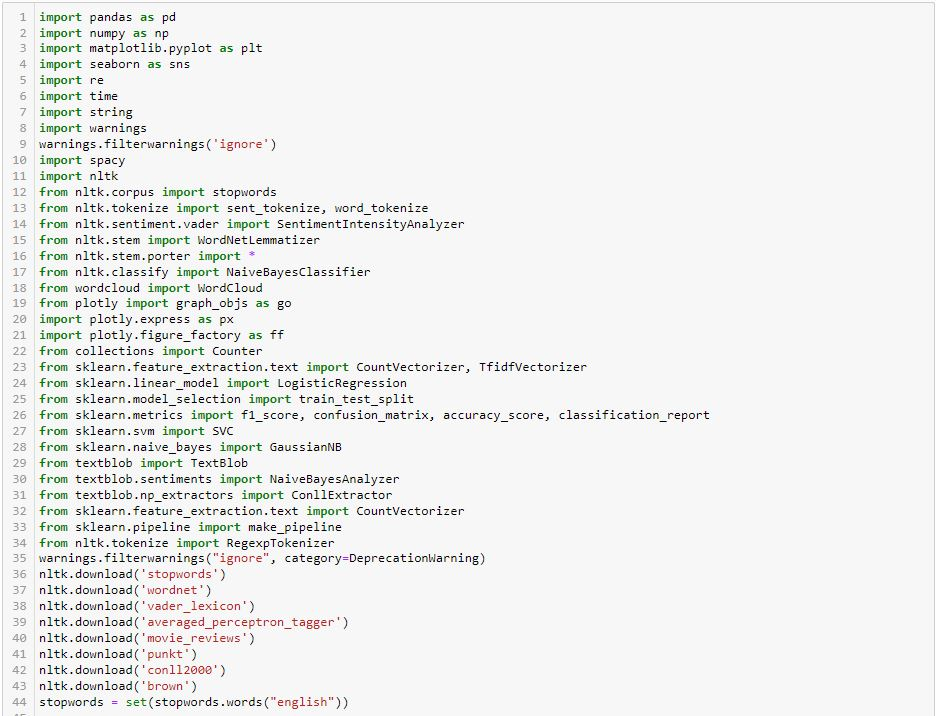 1 import pandas as pd
2 import numpy as np
3 import matplotlib.pyplot as plt
4 import seaborn as sns
5 import re
6 import time
7 import string
8 import warnings
9 warnings.filterwarnings('ignore')
10 import spacy
11 import nltk
12 from nltk.corpus import stopwords
13 from nltk.tokenize import sent_tokenize, word_tokenize
14 from nltk.sentiment.vader import SentimentIntensityAnalyzer
15 from nltk.stem import WordNetLemmatizer
16 from nltk.stem.porter import *
17 from nltk.classify import NaiveBayesClassifier
18 from wordcloud import WordCloud
19 from plotly import graph_objs as go
20 import plotly.express as px
21 import plotly.figure_factory as ff
22 from collections import Counter
23 from sklearn.feature_extraction.text import CountVectorizer, TfidfVectorizer
24 from sklearn.linear_model import LogisticRegression
25 from sklearn.model_selection import train_test_split
26 from sklearn.metrics import f1_score, confusion_matrix, accuracy_score, classification_report
27 from sklearn.svm import SVC
28 from sklearn.naive_bayes import GaussianNB
29 from textblob import TextBlob
30 from textblob.sentiments import NaiveBayesAnalyzer
31 from textblob.np_extractors import ConllExtractor
32 from sklearn.feature_extraction.text import CountVectorizer
33 from sklearn.pipeline import make_pipeline
34 from nltk.tokenize import RegexpTokenizer
35 warnings.filterwarnings("ignore", category=DeprecationWarning)
36 nltk.download('stopwords')
37 nltk.download('wordnet')
38 nltk.download('vader_lexicon')
39 nltk.download('averaged_perceptron_tagger')
40 nltk.download('movie_reviews')
41 nltk.download('punkt')
42 nltk.download('conll2000')
43 nltk.download('brown')
44 stopwords = set(stopwords.words("english"))